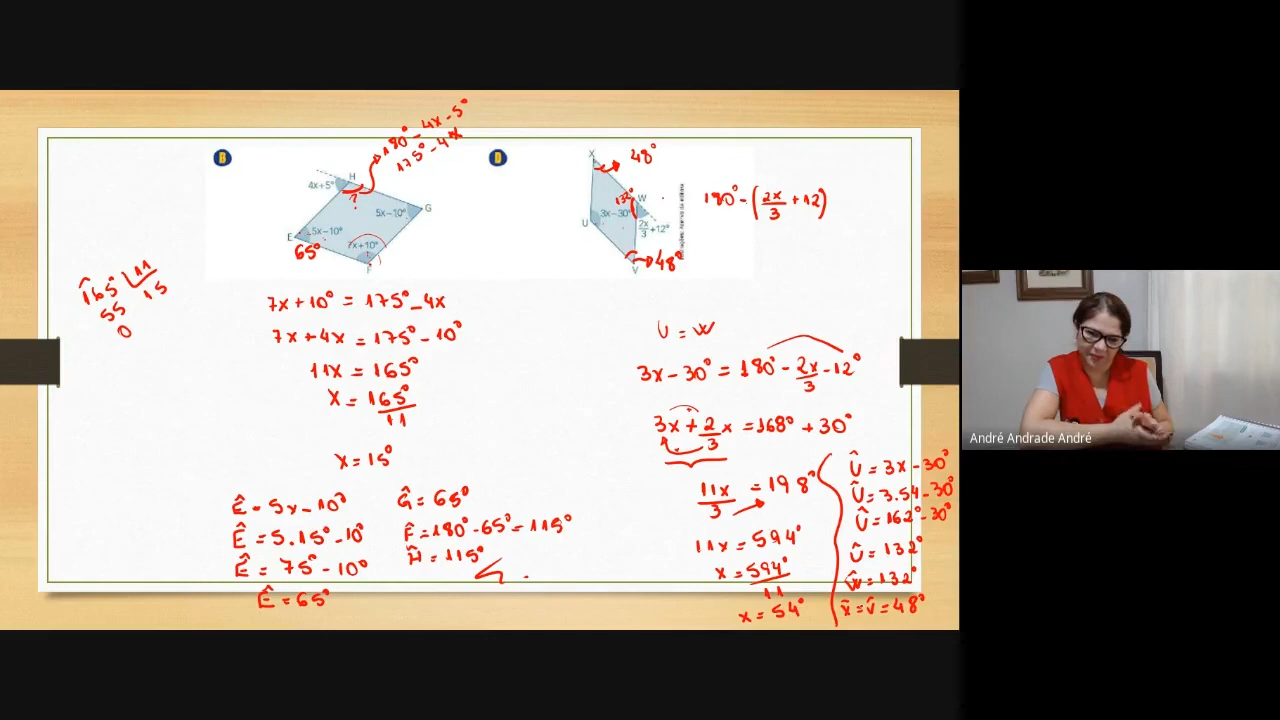 B
4x+5°
H
180° - 4x - 5°
175° - 4x
?
5x-10°
G
E
5x-10°
65°
7x+10°
F
165° 11
55 15
0
7x + 10° = 175° - 4x
7x + 4x = 175° - 10°
11x = 165°
x = 165°
11
x = 15°
Ê = 5x - 10°
Ê = 5.15° - 10°
Ê = 75° - 10°
Ê = 65°
Ĝ = 65°
F̂ = 180° - 65° = 115°
Ĥ = 115°
D
X
48°
132°
W
U
3x-30°
2x/3+12°
V
48°
180° - (2x/3 + 12)
U = W
3x - 30° = 180° - 2x/3 - 12°
3x + 2/3 x = 168° + 30°
11x/3 = 198°
11x = 594°
x = 594°
11
x = 54°
Û = 3x - 30°
Û = 3.54 - 30°
Û = 162° - 30°
Û = 132°
Ŵ = 132°
x̂ = v̂ = 48°
André Andrade André